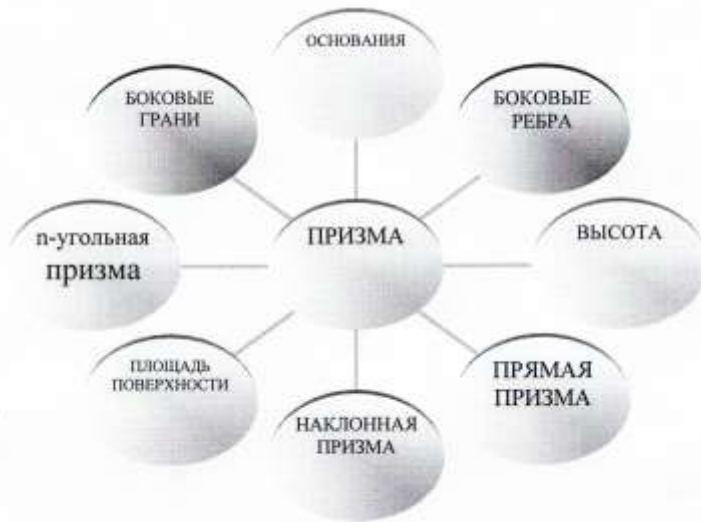 ОСНОВАНИЯ
БОКОВЫЕ
ГРАНИ
БОКОВЫЕ
РЕБРА
n-угольная
призма
ПРИЗМА
ВЫСОТА
ПЛОЩАДЬ
ПОВЕРХНОСТИ
НАКЛОННАЯ
ПРИЗМА
ПРЯМАЯ
ПРИЗМА